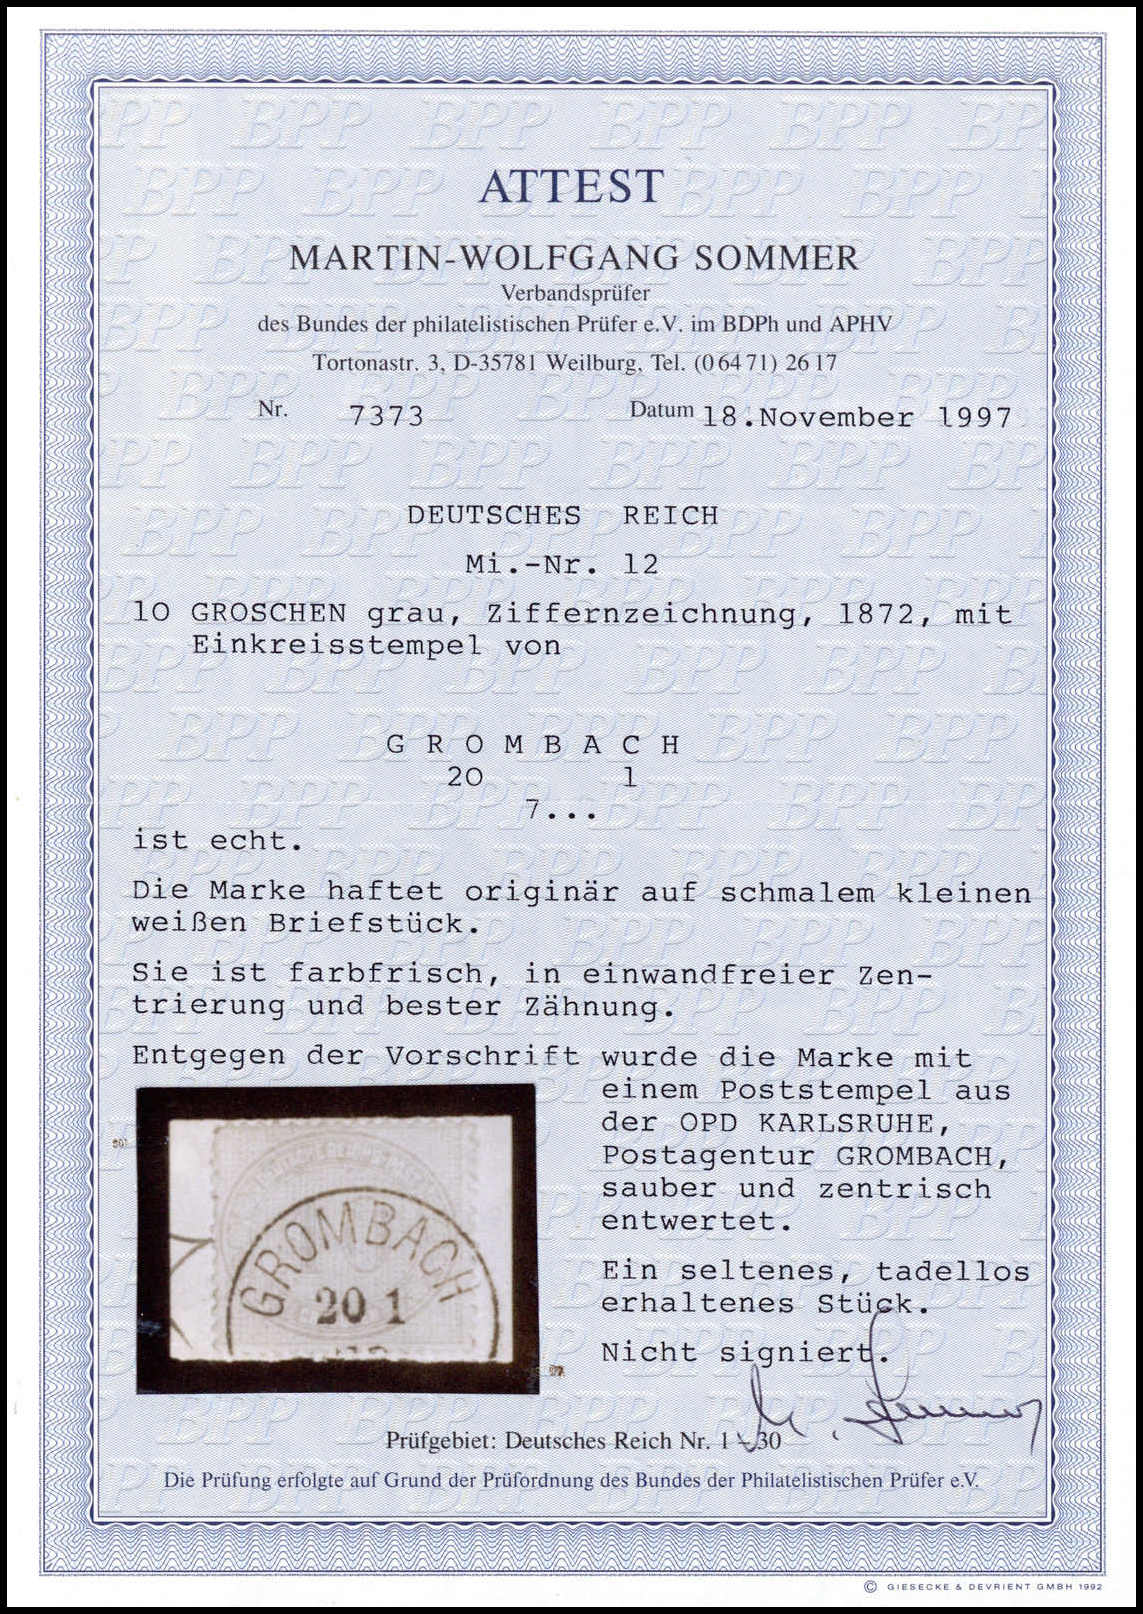 ATTEST
MARTIN-WOLFGANG SOMMER
Verbandsprüfer
des Bundes der philatelistischen Prüfer e.V. im BDPh und APHV
Tortonastr. 3, D-35781 Weilburg, Tel. (0 64 71) 26 17
Nr. 7373 Datum 18.November 1997
DEUTSCHES REICH
Mi.-Nr. 12
10 GROSCHEN grau, Ziffernzeichnung, 1872, mit
Einkreisstempel von
G R O M B A C H
20 1
7...
ist echt.
Die Marke haftet originär auf schmalem kleinen
weißen Briefstück.
Sie ist farbfrisch, in einwandfreier Zen-
trierung und bester Zähnung.
Entgegen der Vorschrift wurde die Marke mit
einem Poststempel aus
der OPD KARLSRUHE,
Postagentur GROMBACH,
sauber und zentrisch
entwertet.
Ein seltenes, tadellos
erhaltenes Stück.
Nicht signiert.
GROMBACH
20 1
Prüfgebiet: Deutsches Reich Nr. 1 – 30
Die Prüfung erfolgte auf Grund der Prüfordnung des Bundes der Philatelistischen Prüfer e.V.
© GIESECKE & DEVRIENT GMBH 1992